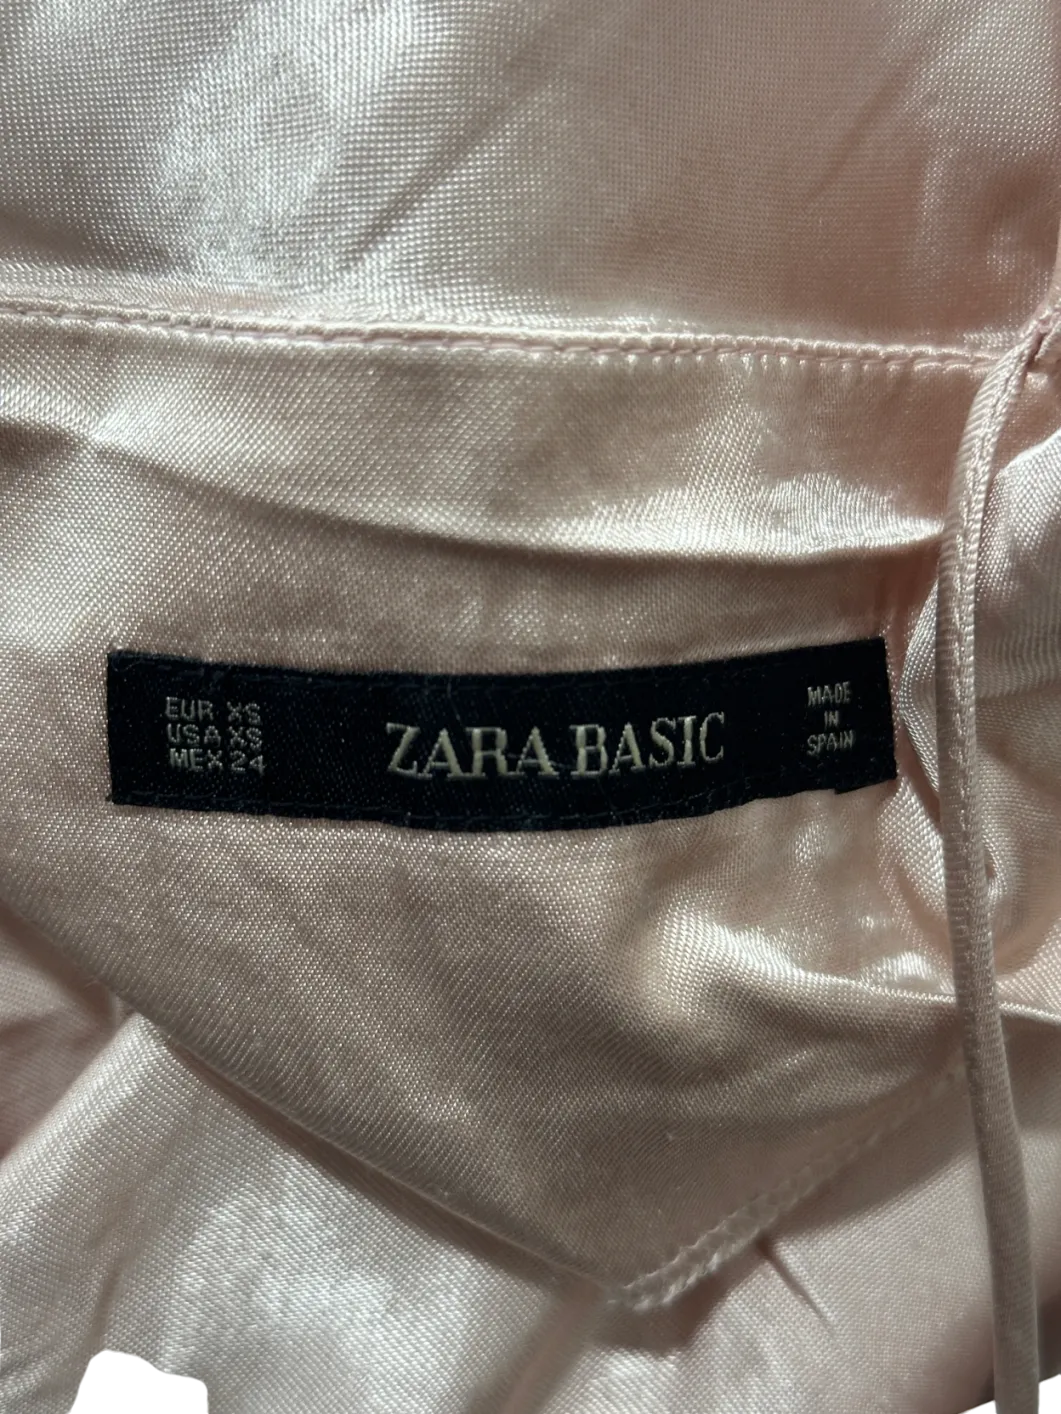 EUR XS
USA XS
MEX 24
ZARA BASIC
MADE
IN
SPAIN